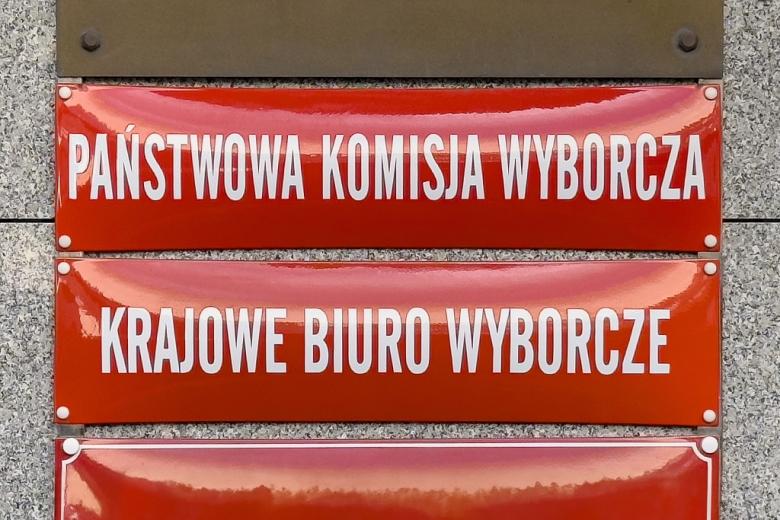 PAŃSTWOWA KOMISJA WYBORCZA
KRAJOWE BIURO WYBORCZE